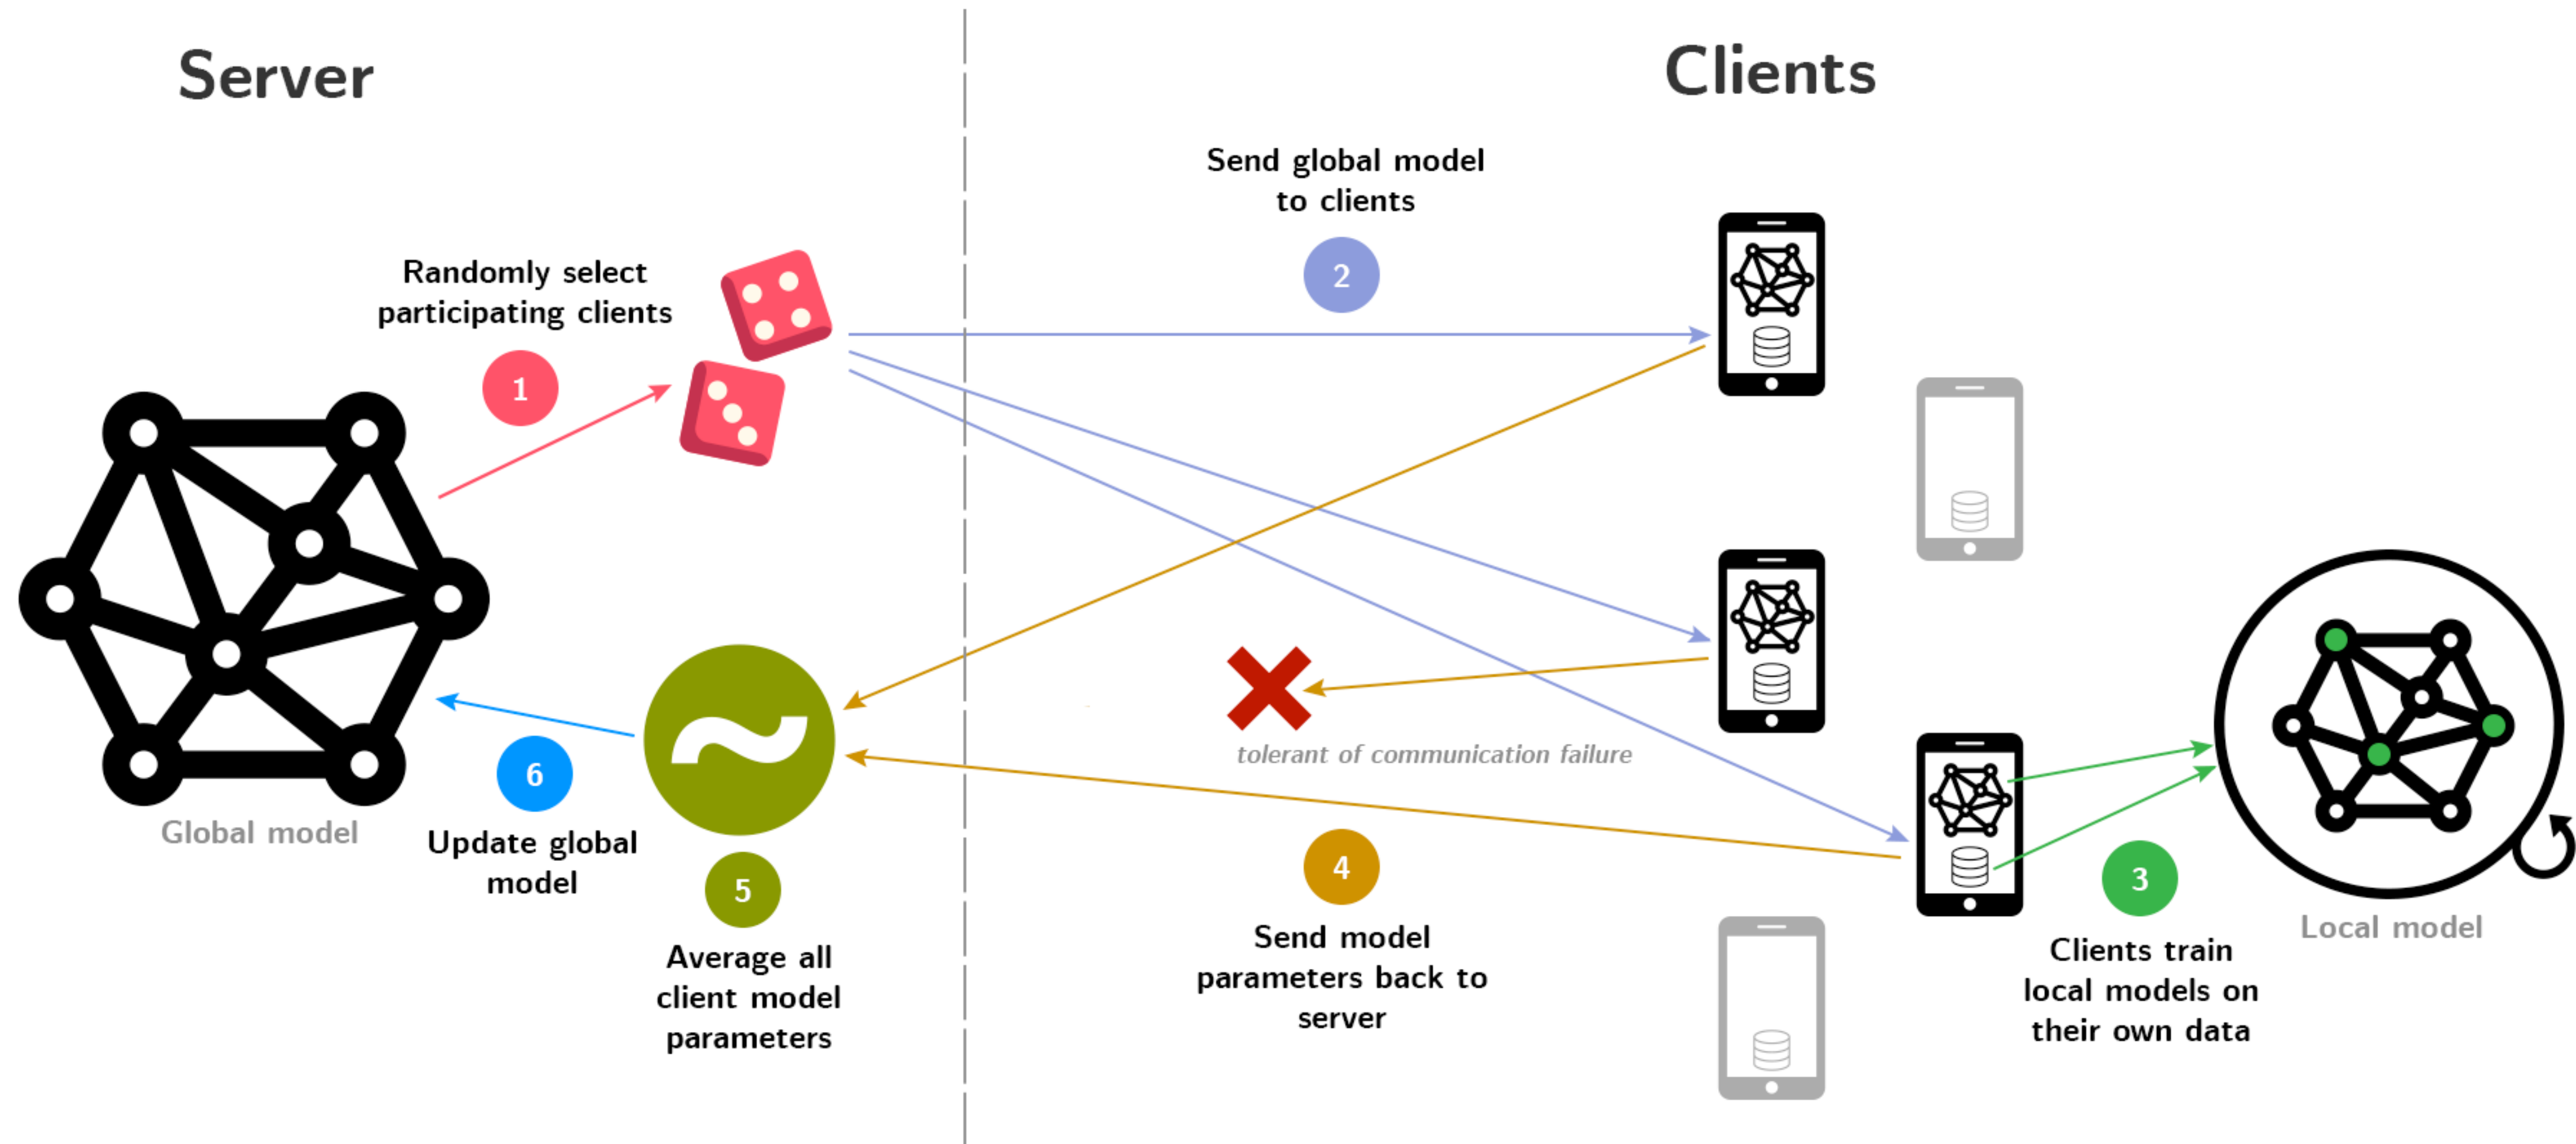 Server
Clients
Randomly select
participating clients
1
Send global model
to clients
2
tolerant of communication failure
Global model
6
Update global
model
5
Average all
client model
parameters
4
Send model
parameters back to
server
3
Clients train
local models on
their own data
Local model